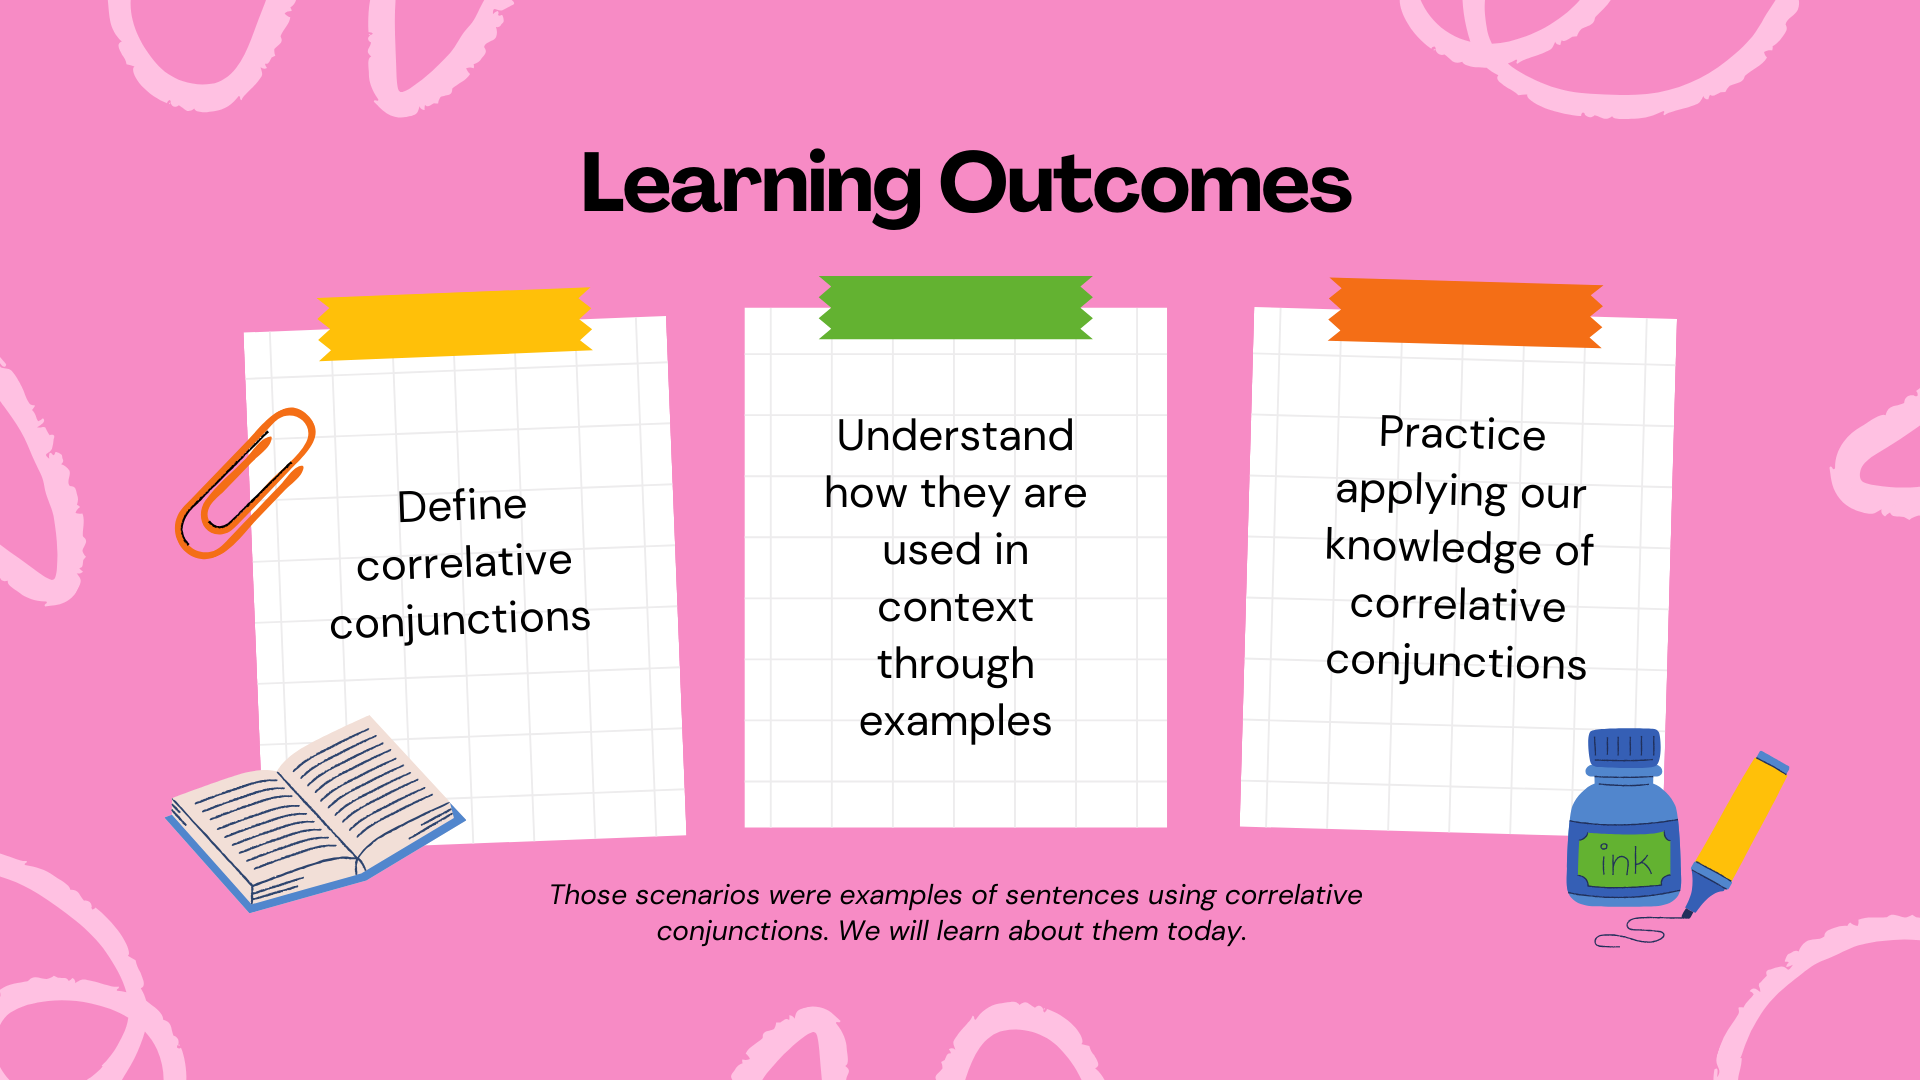 Learning Outcomes
Define
correlative
conjunctions
Understand
how they are
used in
context
through
examples
Practice
applying our
knowledge of
correlative
conjunctions
ink
Those scenarios were examples of sentences using correlative
conjunctions. We will learn about them today.